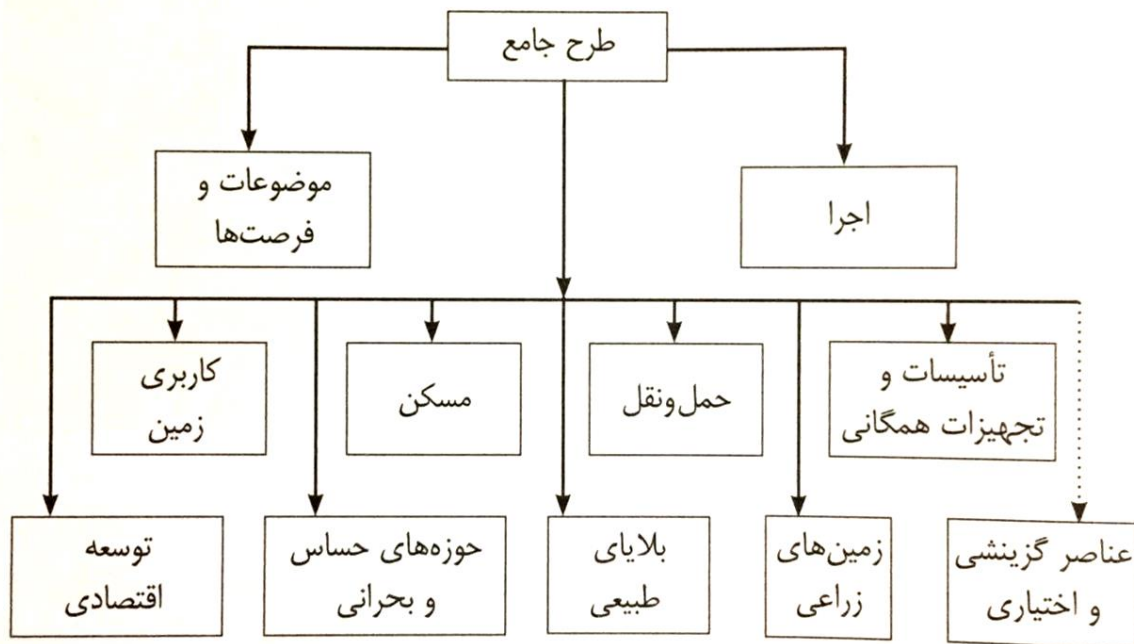 طرح جامع
اجرا
موضوعات و
فرصت‌ها
تأسیسات و
تجهیزات همگانی
حمل‌ونقل
مسکن
کاربری
زمین
عناصر گزینشی
و اختیاری
زمین‌های
زراعی
بلایای
طبیعی
حوزه‌های حساس
و بحرانی
توسعه
اقتصادی